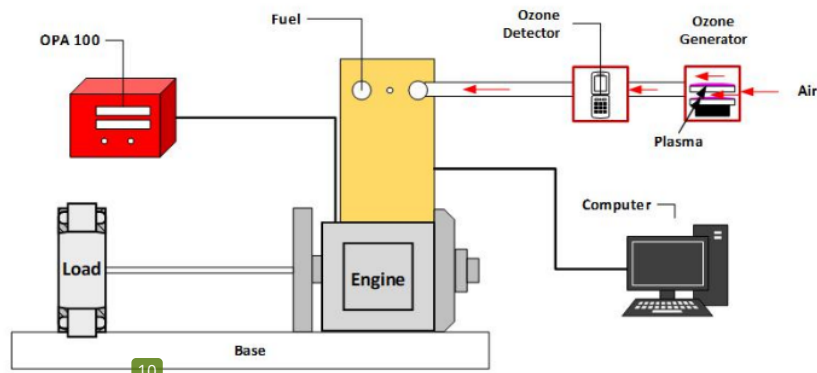 OPA 100
Fuel
Ozone
Detector
Ozone
Generator
Air
Plasma
Computer
Load
Engine
Base
10